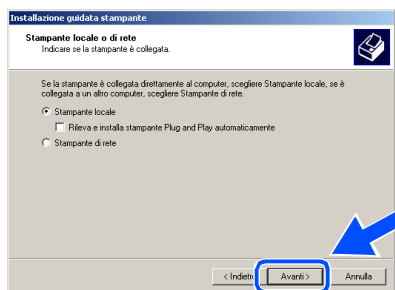 Installazione guidata stampante
Stampante locale o di rete
Indicare se la stampante è collegata.
Se la stampante è collegata direttamente al computer, scegliere Stampante locale, se è
collegata a un altro computer, scegliere Stampante di rete.
Stampante locale
Rileva e installa stampante Plug and Play automaticamente
Stampante di rete
< Indietro Avanti > Annulla